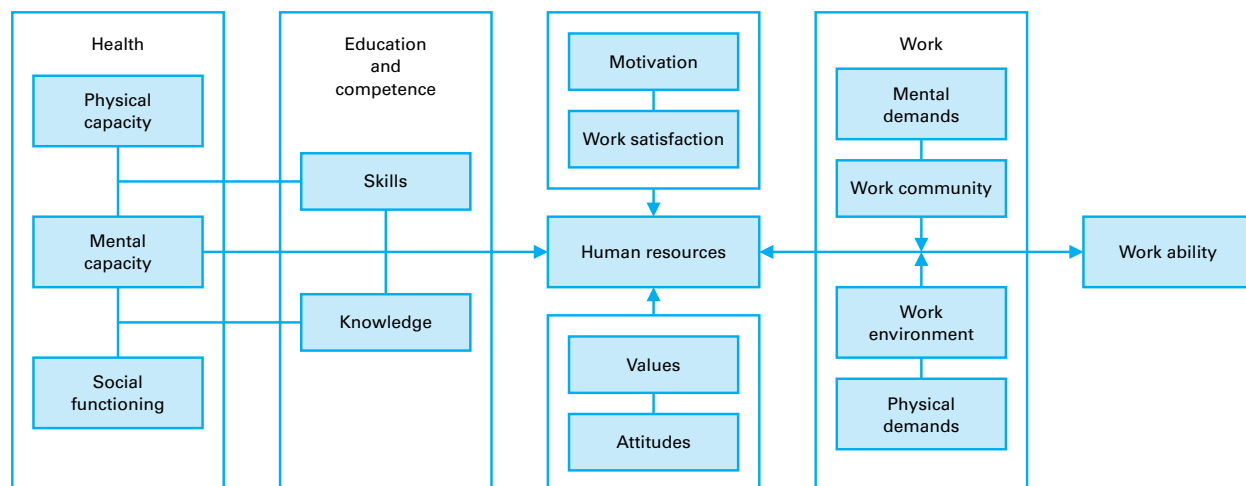 Health
Physical
capacity
Mental
capacity
Social
functioning
Education
and
competence
Skills
Knowledge
Motivation
Work satisfaction
Human resources
Values
Attitudes
Work
Mental
demands
Work community
Work
environment
Physical
demands
Work ability